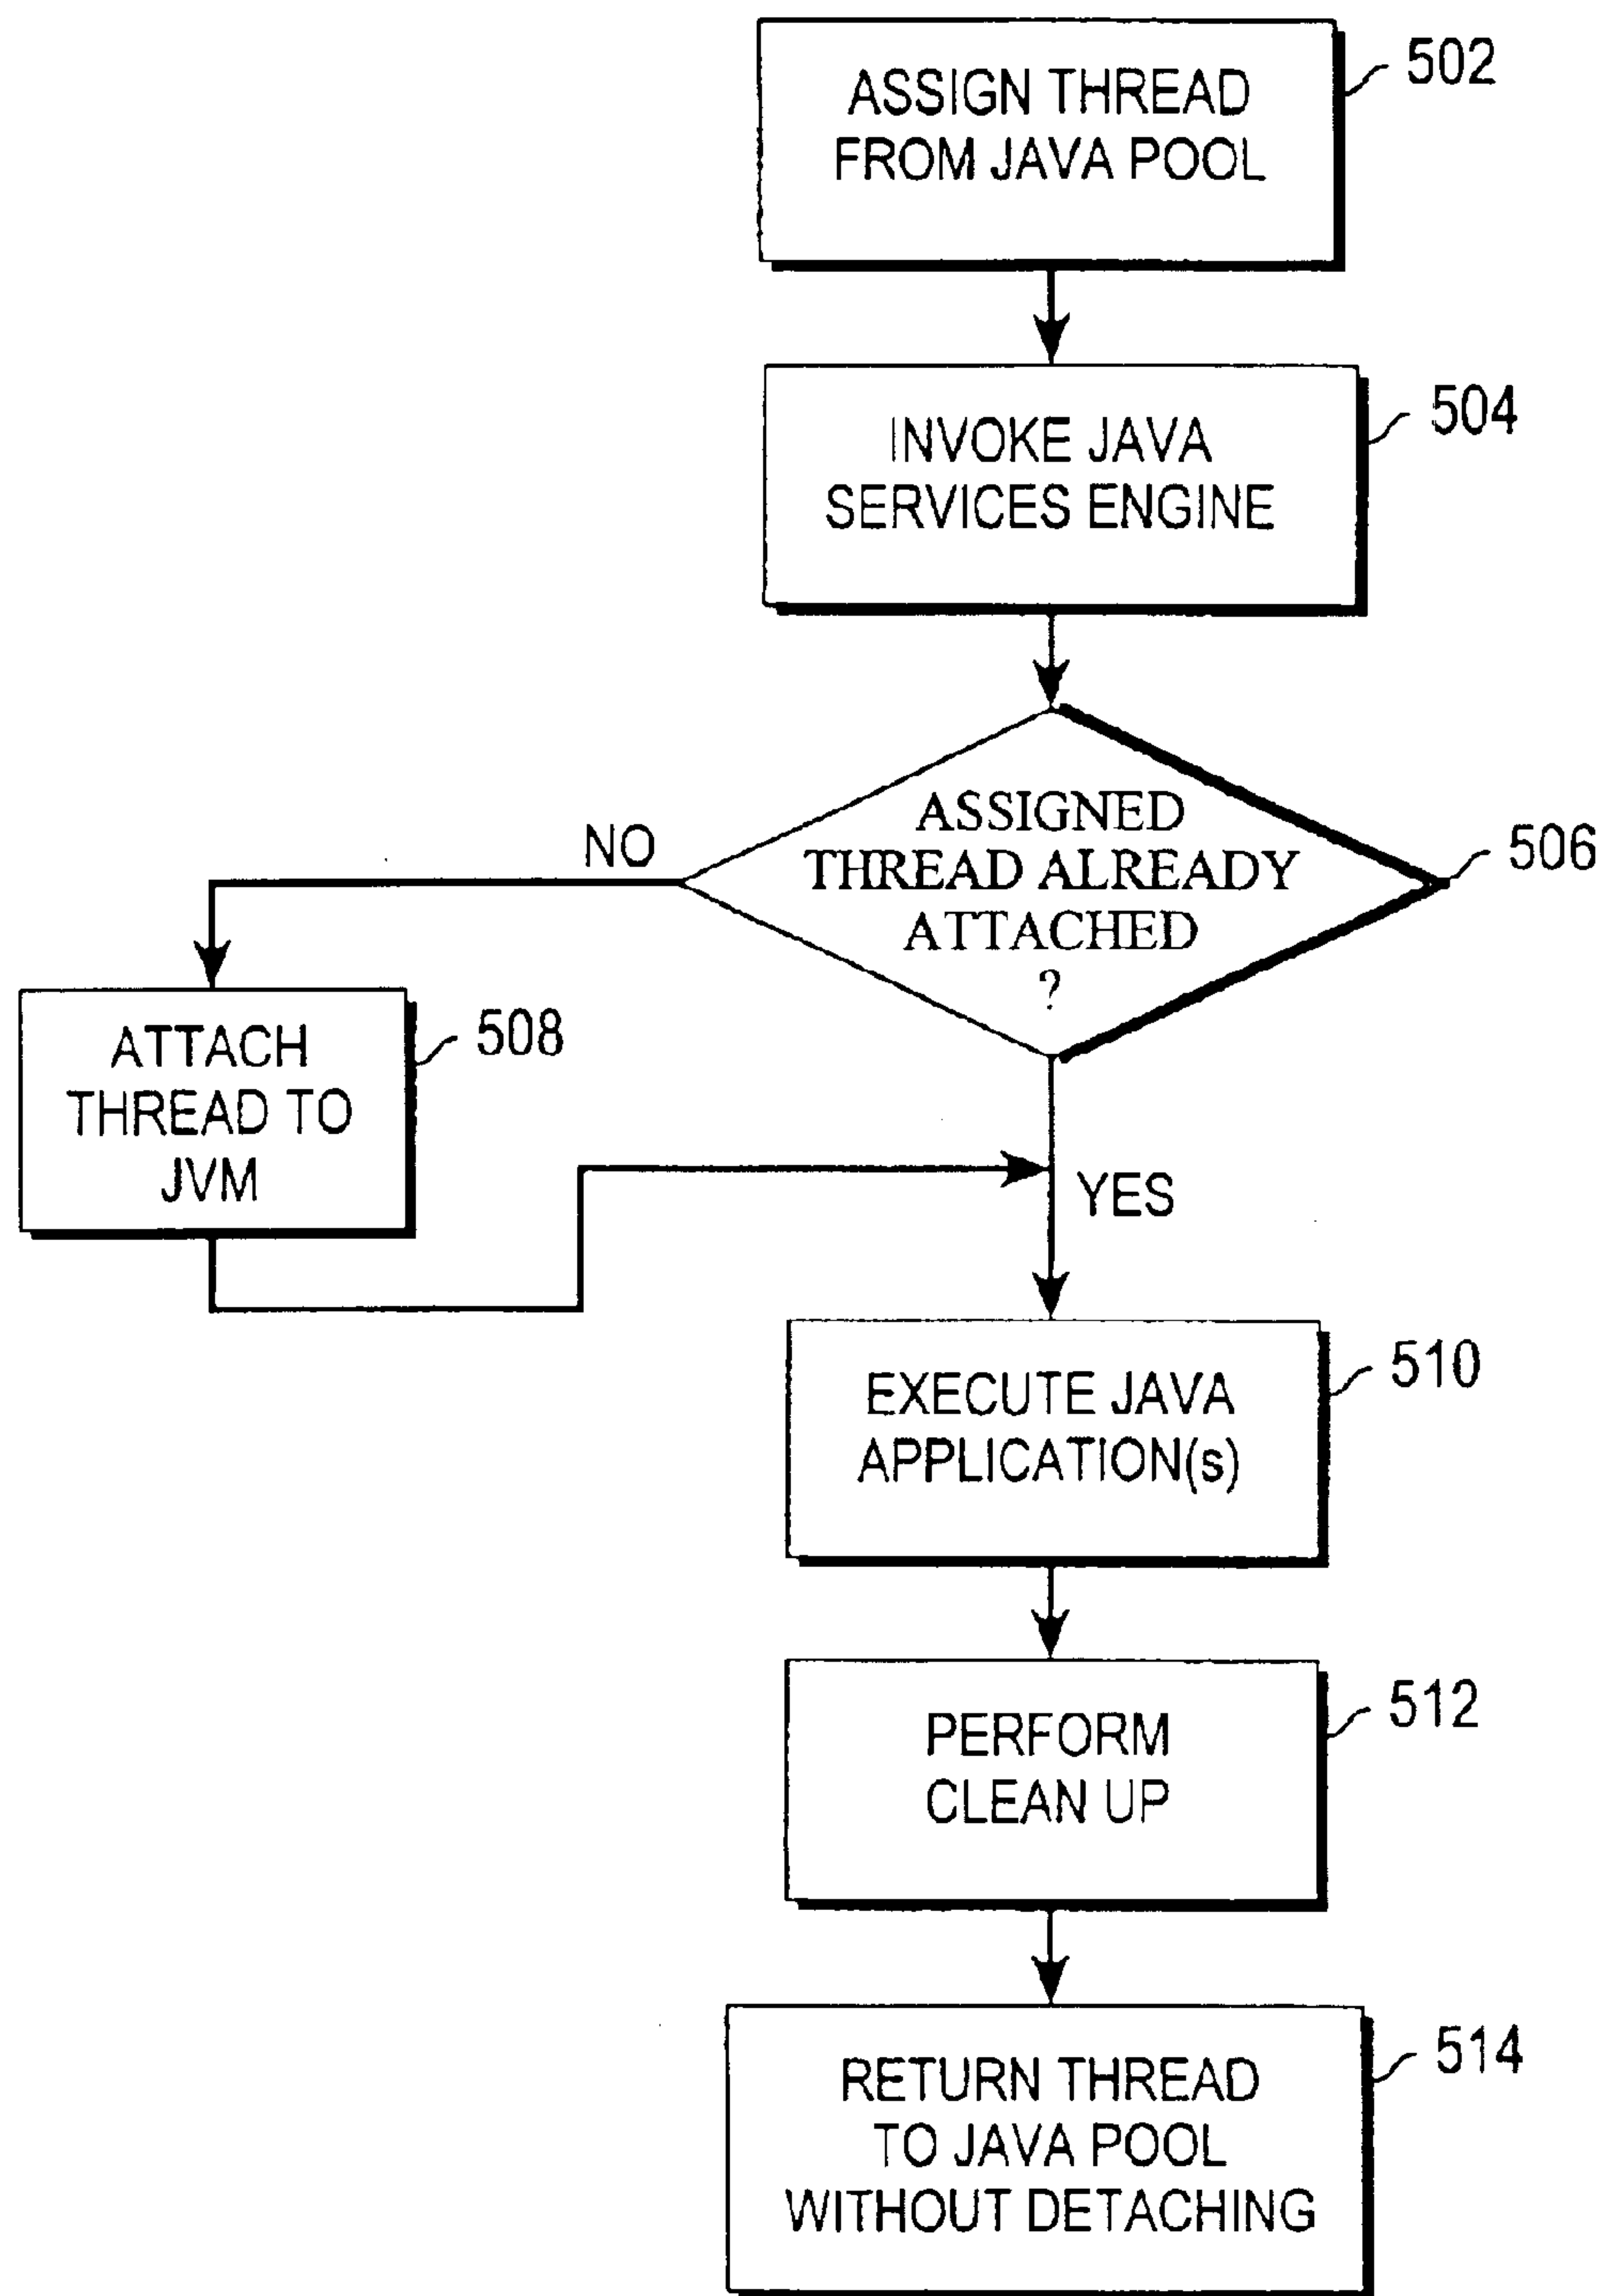 ASSIGN THREAD
FROM JAVA POOL
502
INVOKE JAVA
SERVICES ENGINE
504
ASSIGNED
THREAD ALREADY
ATTACHED
?
506
NO
ATTACH
THREAD TO
JVM
508
YES
EXECUTE JAVA
APPLICATION(s)
510
PERFORM
CLEAN UP
512
RETURN THREAD
TO JAVA POOL
WITHOUT DETACHING
514